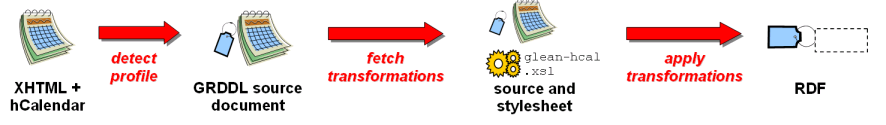 XHTML +
hCalendar
detect
profile
GRDDL source
document
fetch
transformations
glean-hcal
.xsl
source and
stylesheet
apply
transformations
RDF